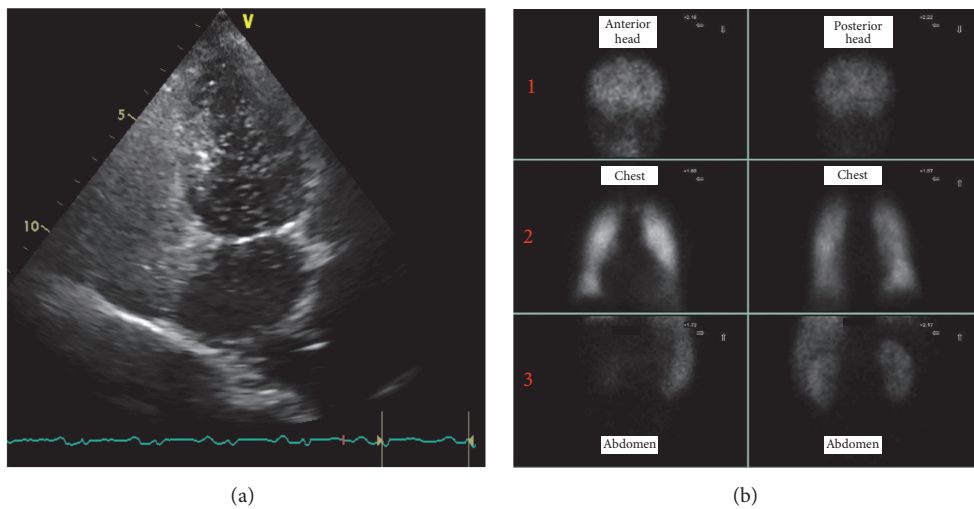 V
5
10
(a)
Anterior
head
Posterior
head
1
Chest
Chest
2
3
Abdomen
Abdomen
(b)